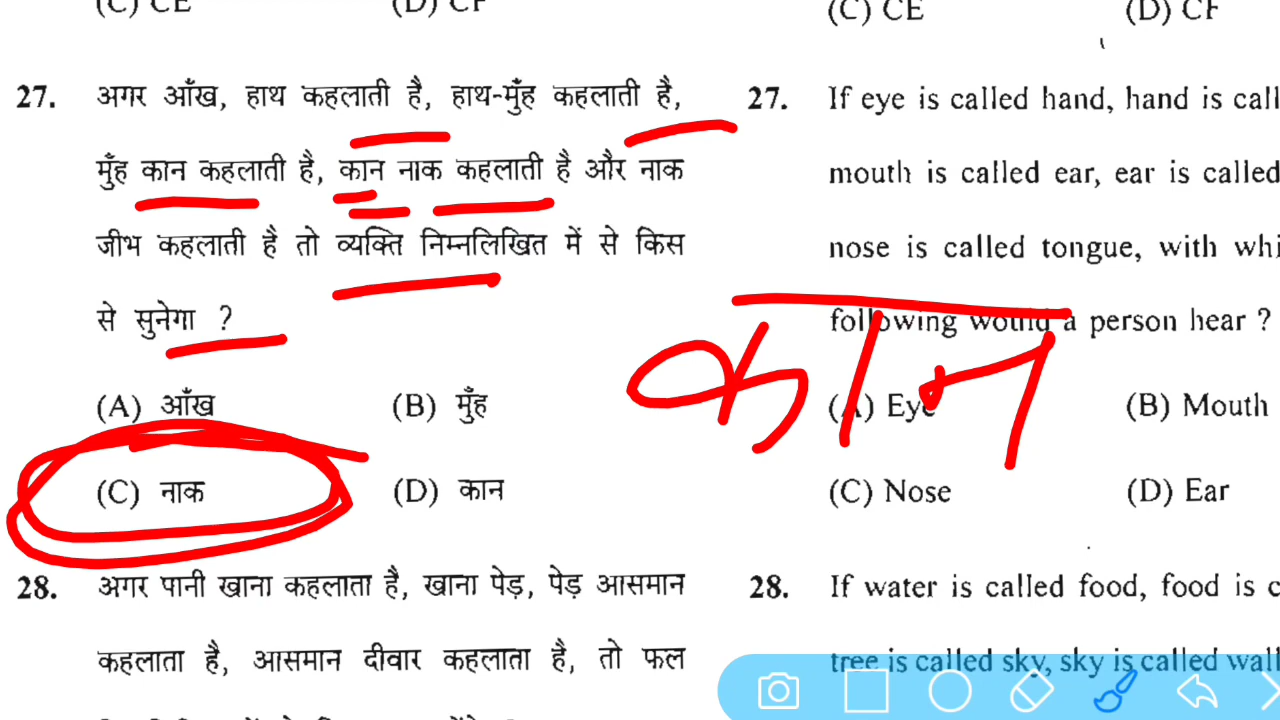 (C) CE (D) CF
27. अगर आँख, हाथ कहलाती है, हाथ-मुँह कहलाती है,
मुँह कान कहलाती है, कान नाक कहलाती है और नाक
जीभ कहलाती है तो व्यक्ति निम्नलिखित में से किस
से सुनेगा ?
(A) आँख (B) मुँह
(C) नाक (D) कान
28. अगर पानी खाना कहलाता है, खाना पेड़, पेड़ आसमान
कहलाता है, आसमान दीवार कहलाता है, तो फल
(C) CE (D) CF
27. If eye is called hand, hand is
mouth is called ear, ear is called
nose is called tongue, with
following would a person hear ?
(A) Eye (B) Mouth
(C) Nose (D) Ear
28. If water is called food, food is
tree is called sky, sky is called
कान